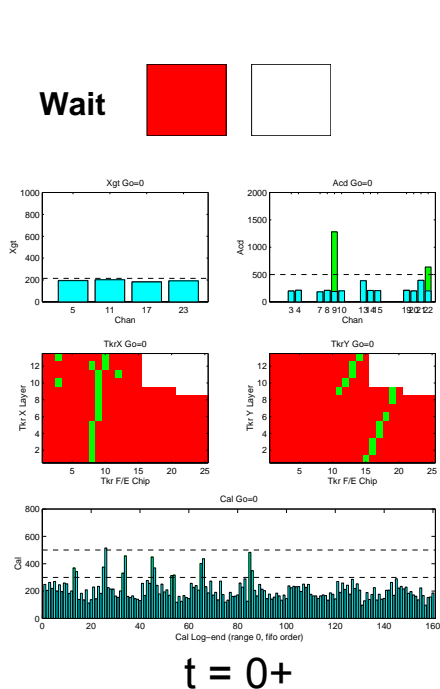 Wait
Xgt Go=0
1000
800
600
400
200
0
Xgt
5 11 17 23
Chan
Acd Go=0
2000
1500
1000
500
0
Acd
3 4 7 8 9 10 13 14 15 19 20 21 22
Chan
TkrX Go=0
12
10
8
6
4
2
Tkr X Layer
5 10 15 20 25
Tkr F/E Chip
TkrY Go=0
12
10
8
6
4
2
Tkr Y Layer
5 10 15 20 25
Tkr F/E Chip
Cal Go=0
800
600
400
200
0
Cal
0 20 40 60 80 100 120 140 160
Cal Log–end (range 0, fifo order)
t = 0+